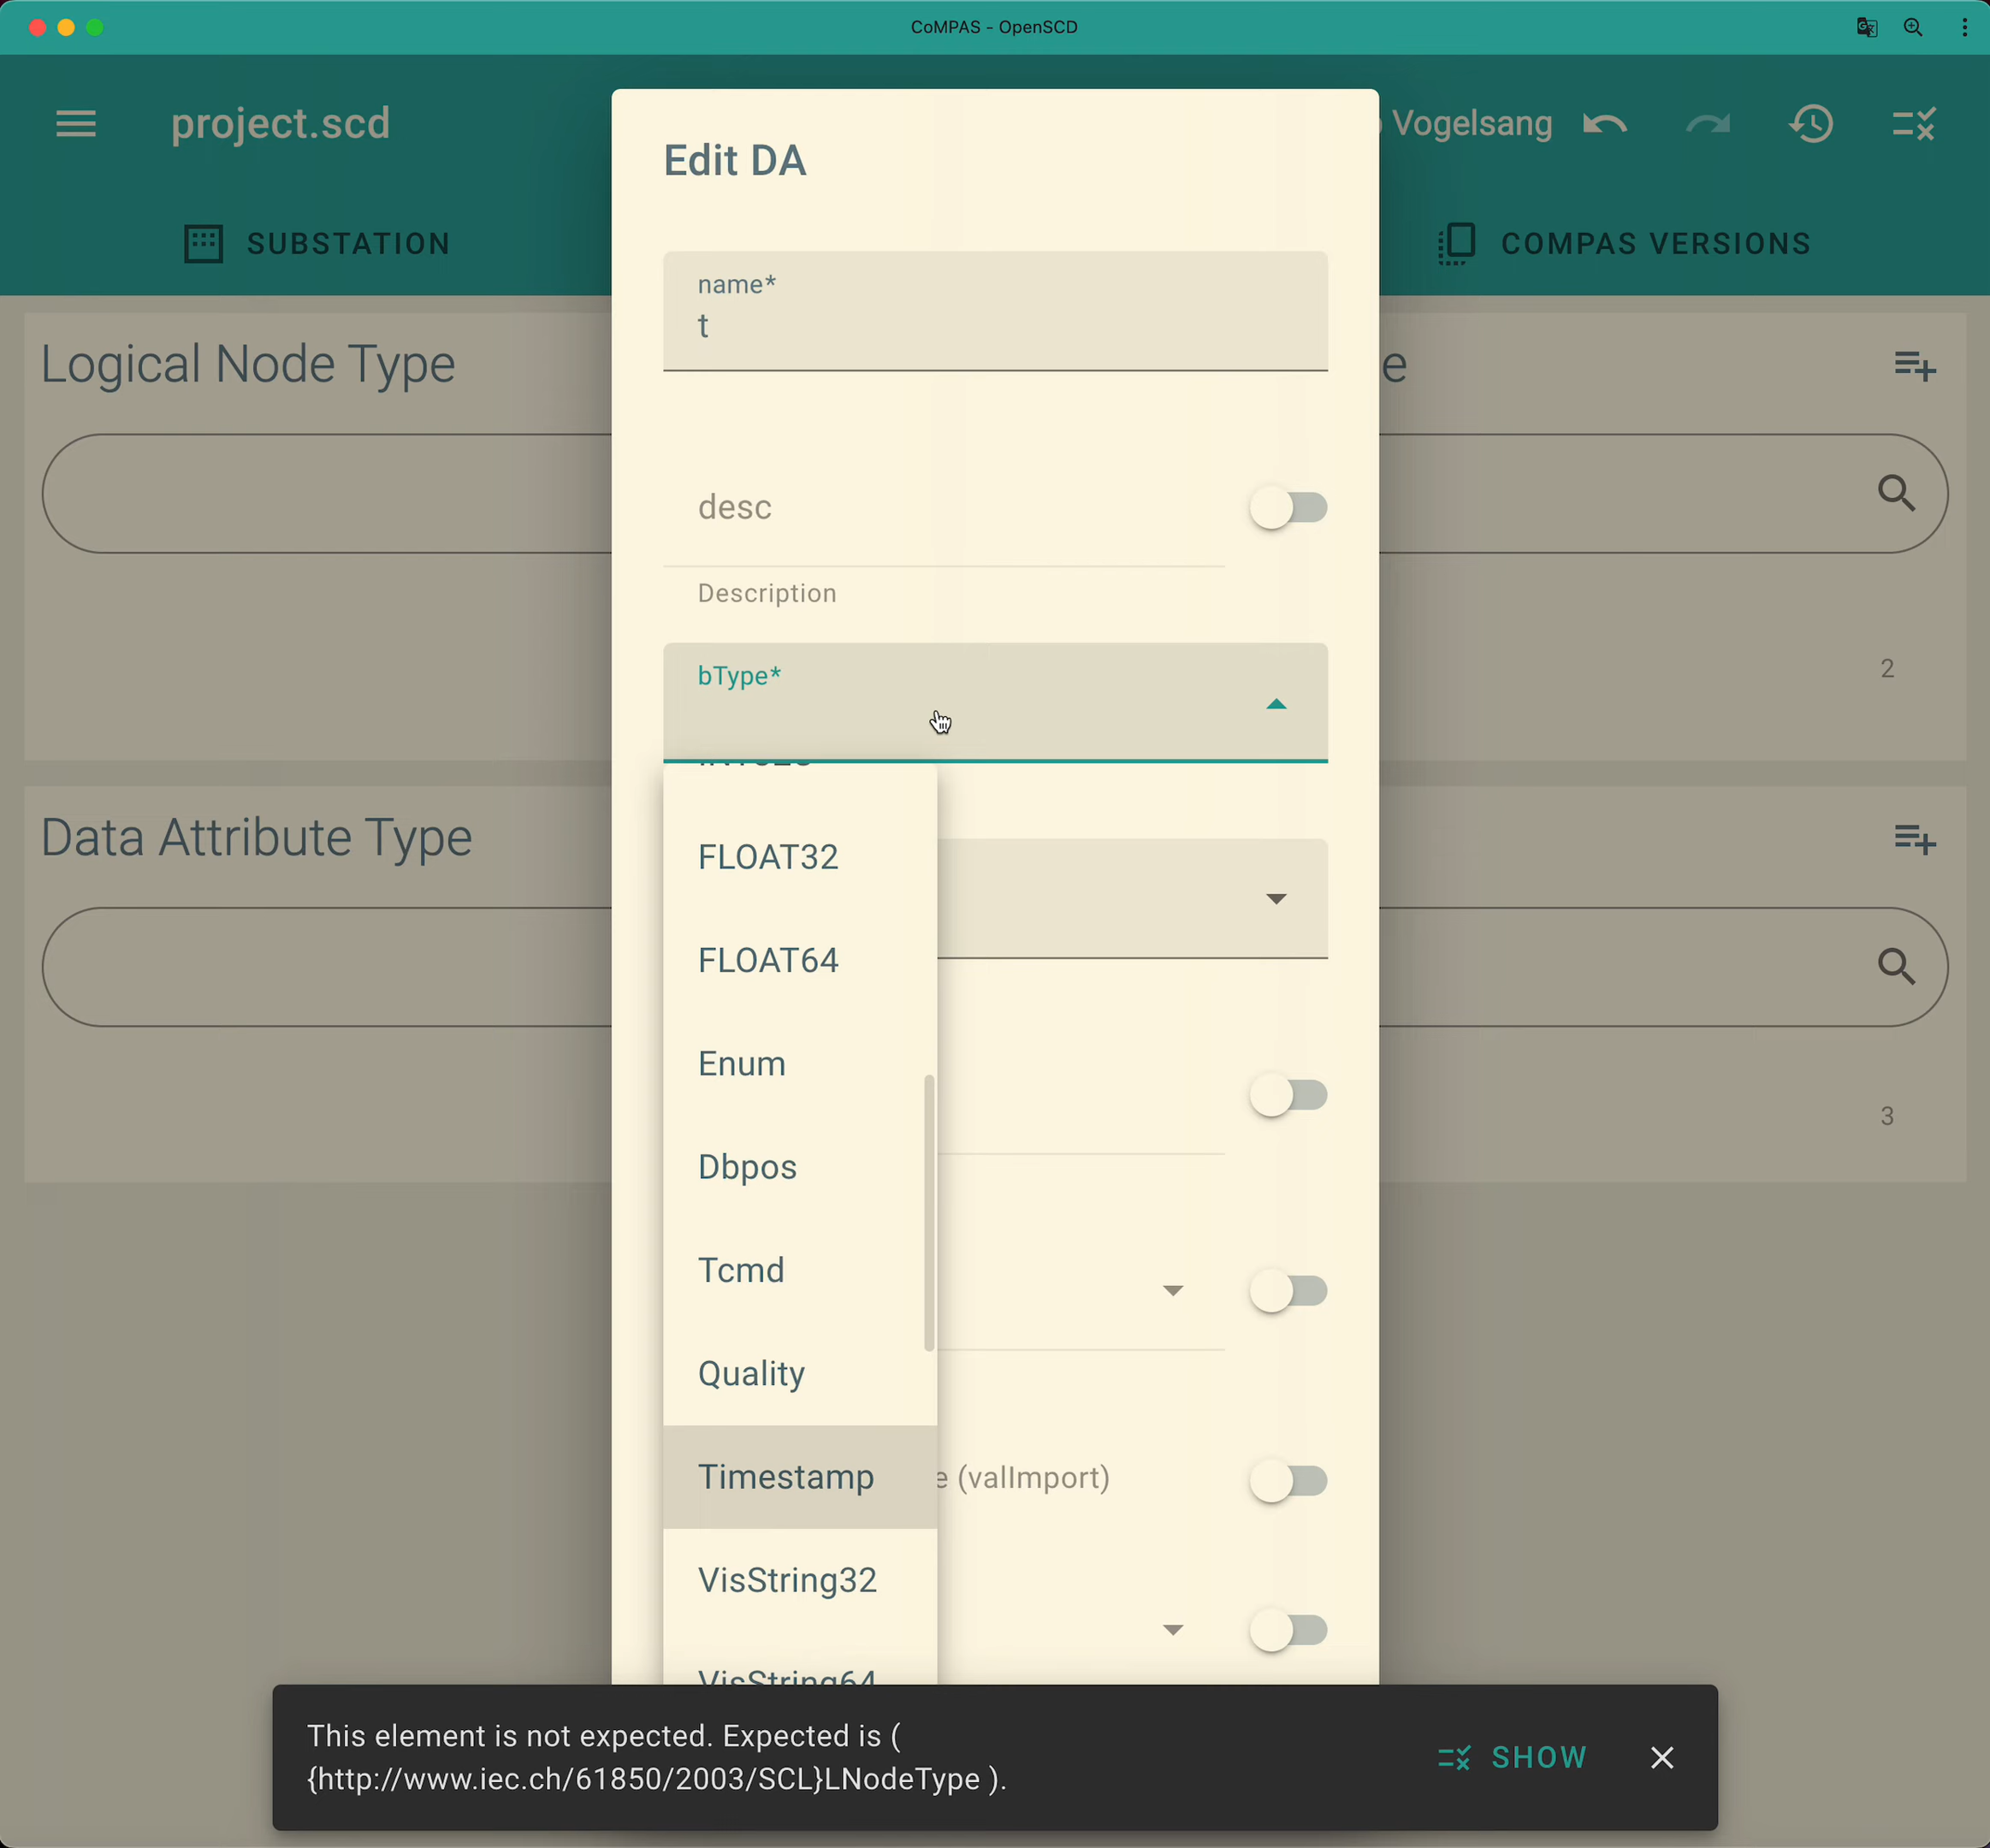 CoMPAS - OpenSCD
project.scd
Vogelsang
SUBSTATION
COMPAS VERSIONS
Edit DA
name*
t
desc
Description
bType*
FLOAT32
FLOAT64
Enum
Dbpos
Tcmd
Quality
Timestamp
e (valImport)
VisString32
VisString64
Logical Node Type
e
2
Data Attribute Type
3
This element is not expected. Expected is (
{http://www.iec.ch/61850/2003/SCL}LNodeType ).
SHOW